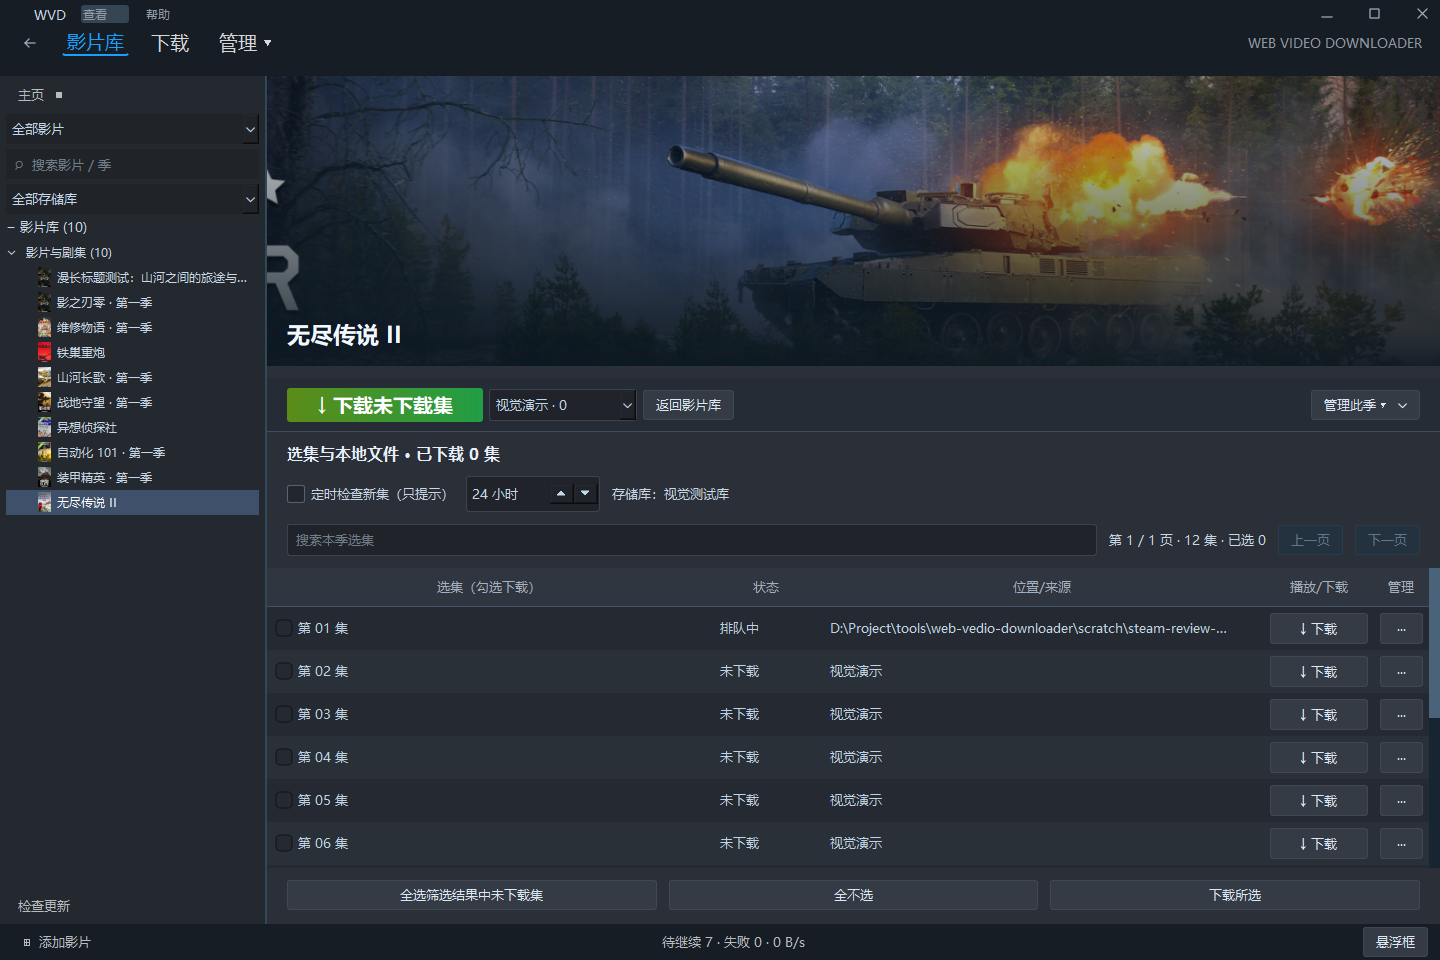 WVD 查看 帮助
影片库 下载 管理
WEB VIDEO DOWNLOADER
主页
全部影片
搜索影片 / 季
全部存储库
影片库 (10)
影片与剧集 (10)
漫长标题测试：山河之间的旅途与...
影之刃零 · 第一季
维修物语 · 第一季
铁巢重炮
山河长歌 · 第一季
战地守望 · 第一季
异想侦探社
自动化 101 · 第一季
装甲精英 · 第一季
无尽传说 II
检查更新
R
无尽传说 II
↓ 下载未下载集
视觉演示 · 0
返回影片库
管理此季
选集与本地文件 • 已下载 0 集
定时检查新集（只提示）
24 小时
存储库：视觉测试库
搜索本季选集
第 1 / 1 页 · 12 集 · 已选 0
上一页
下一页
选集（勾选下载） 状态 位置/来源 播放/下载 管理
第 01 集 排队中 D:\Project\tools\web-vedio-downloader\scratch\steam-review-... ↓ 下载 ...
第 02 集 未下载 视觉演示 ↓ 下载 ...
第 03 集 未下载 视觉演示 ↓ 下载 ...
第 04 集 未下载 视觉演示 ↓ 下载 ...
第 05 集 未下载 视觉演示 ↓ 下载 ...
第 06 集 未下载 视觉演示 ↓ 下载 ...
全选筛选结果中未下载集
全不选
下载所选
添加影片
待继续 7 · 失败 0 · 0 B/s
悬浮框